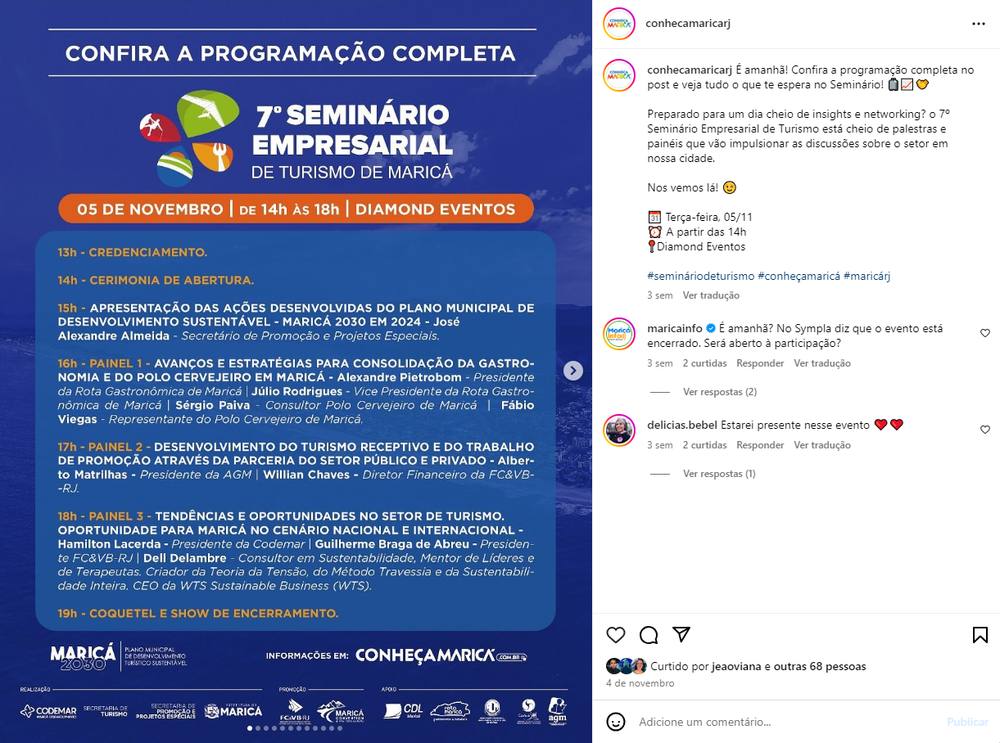 CONFIRA A PROGRAMAÇÃO COMPLETA
7º SEMINÁRIO
EMPRESARIAL
DE TURISMO DE MARICÁ
05 DE NOVEMBRO | DE 14h ÀS 18h | DIAMOND EVENTOS
13h - CREDENCIAMENTO.
14h - CERIMONIA DE ABERTURA.
15h - APRESENTAÇÃO DAS AÇÕES DESENVOLVIDAS DO PLANO MUNICIPAL DE
DESENVOLVIMENTO SUSTENTÁVEL - MARICÁ 2030 EM 2024 - José
Alexandre Almeida - Secretário de Promoção e Projetos Especiais.
16h - PAINEL 1 - AVANÇOS E ESTRATÉGIAS PARA CONSOLIDAÇÃO DA GASTRO-
NOMIA E DO POLO CERVEJEIRO EM MARICÁ - Alexandre Pietrobom - Presidente
da Rota Gastronômica de Maricá | Júlio Rodrigues - Vice Presidente da Rota Gastro-
nômica de Maricá | Sérgio Paiva - Consultor Polo Cervejeiro de Maricá | Fábio
Viegas - Representante do Polo Cervejeiro de Maricá.
17h - PAINEL 2 - DESENVOLVIMENTO DO TURISMO RECEPTIVO E DO TRABALHO
DE PROMOÇÃO ATRAVÉS DA PARCERIA DO SETOR PÚBLICO E PRIVADO - Alber-
to Matrilhas - Presidente da AGM | Willian Chaves - Diretor Financeiro da FC&VB-
-RJ.
18h - PAINEL 3 - TENDÊNCIAS E OPORTUNIDADES NO SETOR DE TURISMO.
OPORTUNIDADE PARA MARICÁ NO CENÁRIO NACIONAL E INTERNACIONAL -
Hamilton Lacerda - Presidente da Codemar | Guilherme Braga de Abreu - Presiden-
te FC&VB-RJ | Dell Delambre - Consultor em Sustentabilidade, Mentor de Líderes e
de Terapeutas. Criador da Teoria da Tensão, do Método Travessia e da Sustentabili-
dade Inteira. CEO da WTS Sustainable Business (WTS).
19h - COQUETEL E SHOW DE ENCERRAMENTO.
MARICÁ
2030
PLANO MUNICIPAL
DE DESENVOLVIMENTO
TURÍSTICO SUSTENTÁVEL
INFORMAÇÕES EM: CONHEÇAMARICÁ .COM.BR
REALIZAÇÃO
PROMOÇÃO
APOIO
CODEMAR
SECRETARIA DE
TURISMO
SECRETARIA DE
PROMOÇÃO E
PROJETOS ESPECIAIS
PREFEITURA DE
MARICÁ
FC&VB-RJ
MARICÁ
CDL
Maricá
rota maricá
agm
conhecamaricarj
conhecamaricarj É amanhã! Confira a programação completa no
post e veja tudo o que te espera no Seminário! 🧳📈🤝
Preparado para um dia cheio de insights e networking? o 7º
Seminário Empresarial de Turismo está cheio de palestras e
painéis que vão impulsionar as discussões sobre o setor em
nossa cidade.
Nos vemos lá! 😉
📅 Terça-feira, 05/11
⏰ A partir das 14h
📍Diamond Eventos
#semináriodeturismo #conheçamaricá #maricárj
3 sem Ver tradução
maricainfo É amanhã? No Sympla diz que o evento está
encerrado. Será aberto à participação?
3 sem 2 curtidas Responder Ver tradução
Ver respostas (2)
delicias.bebel Estarei presente nesse evento ❤️❤️
3 sem 2 curtidas Responder Ver tradução
Ver respostas (1)
Curtido por jeaoviana e outras 68 pessoas
4 de novembro
Adicione um comentário...
Publicar